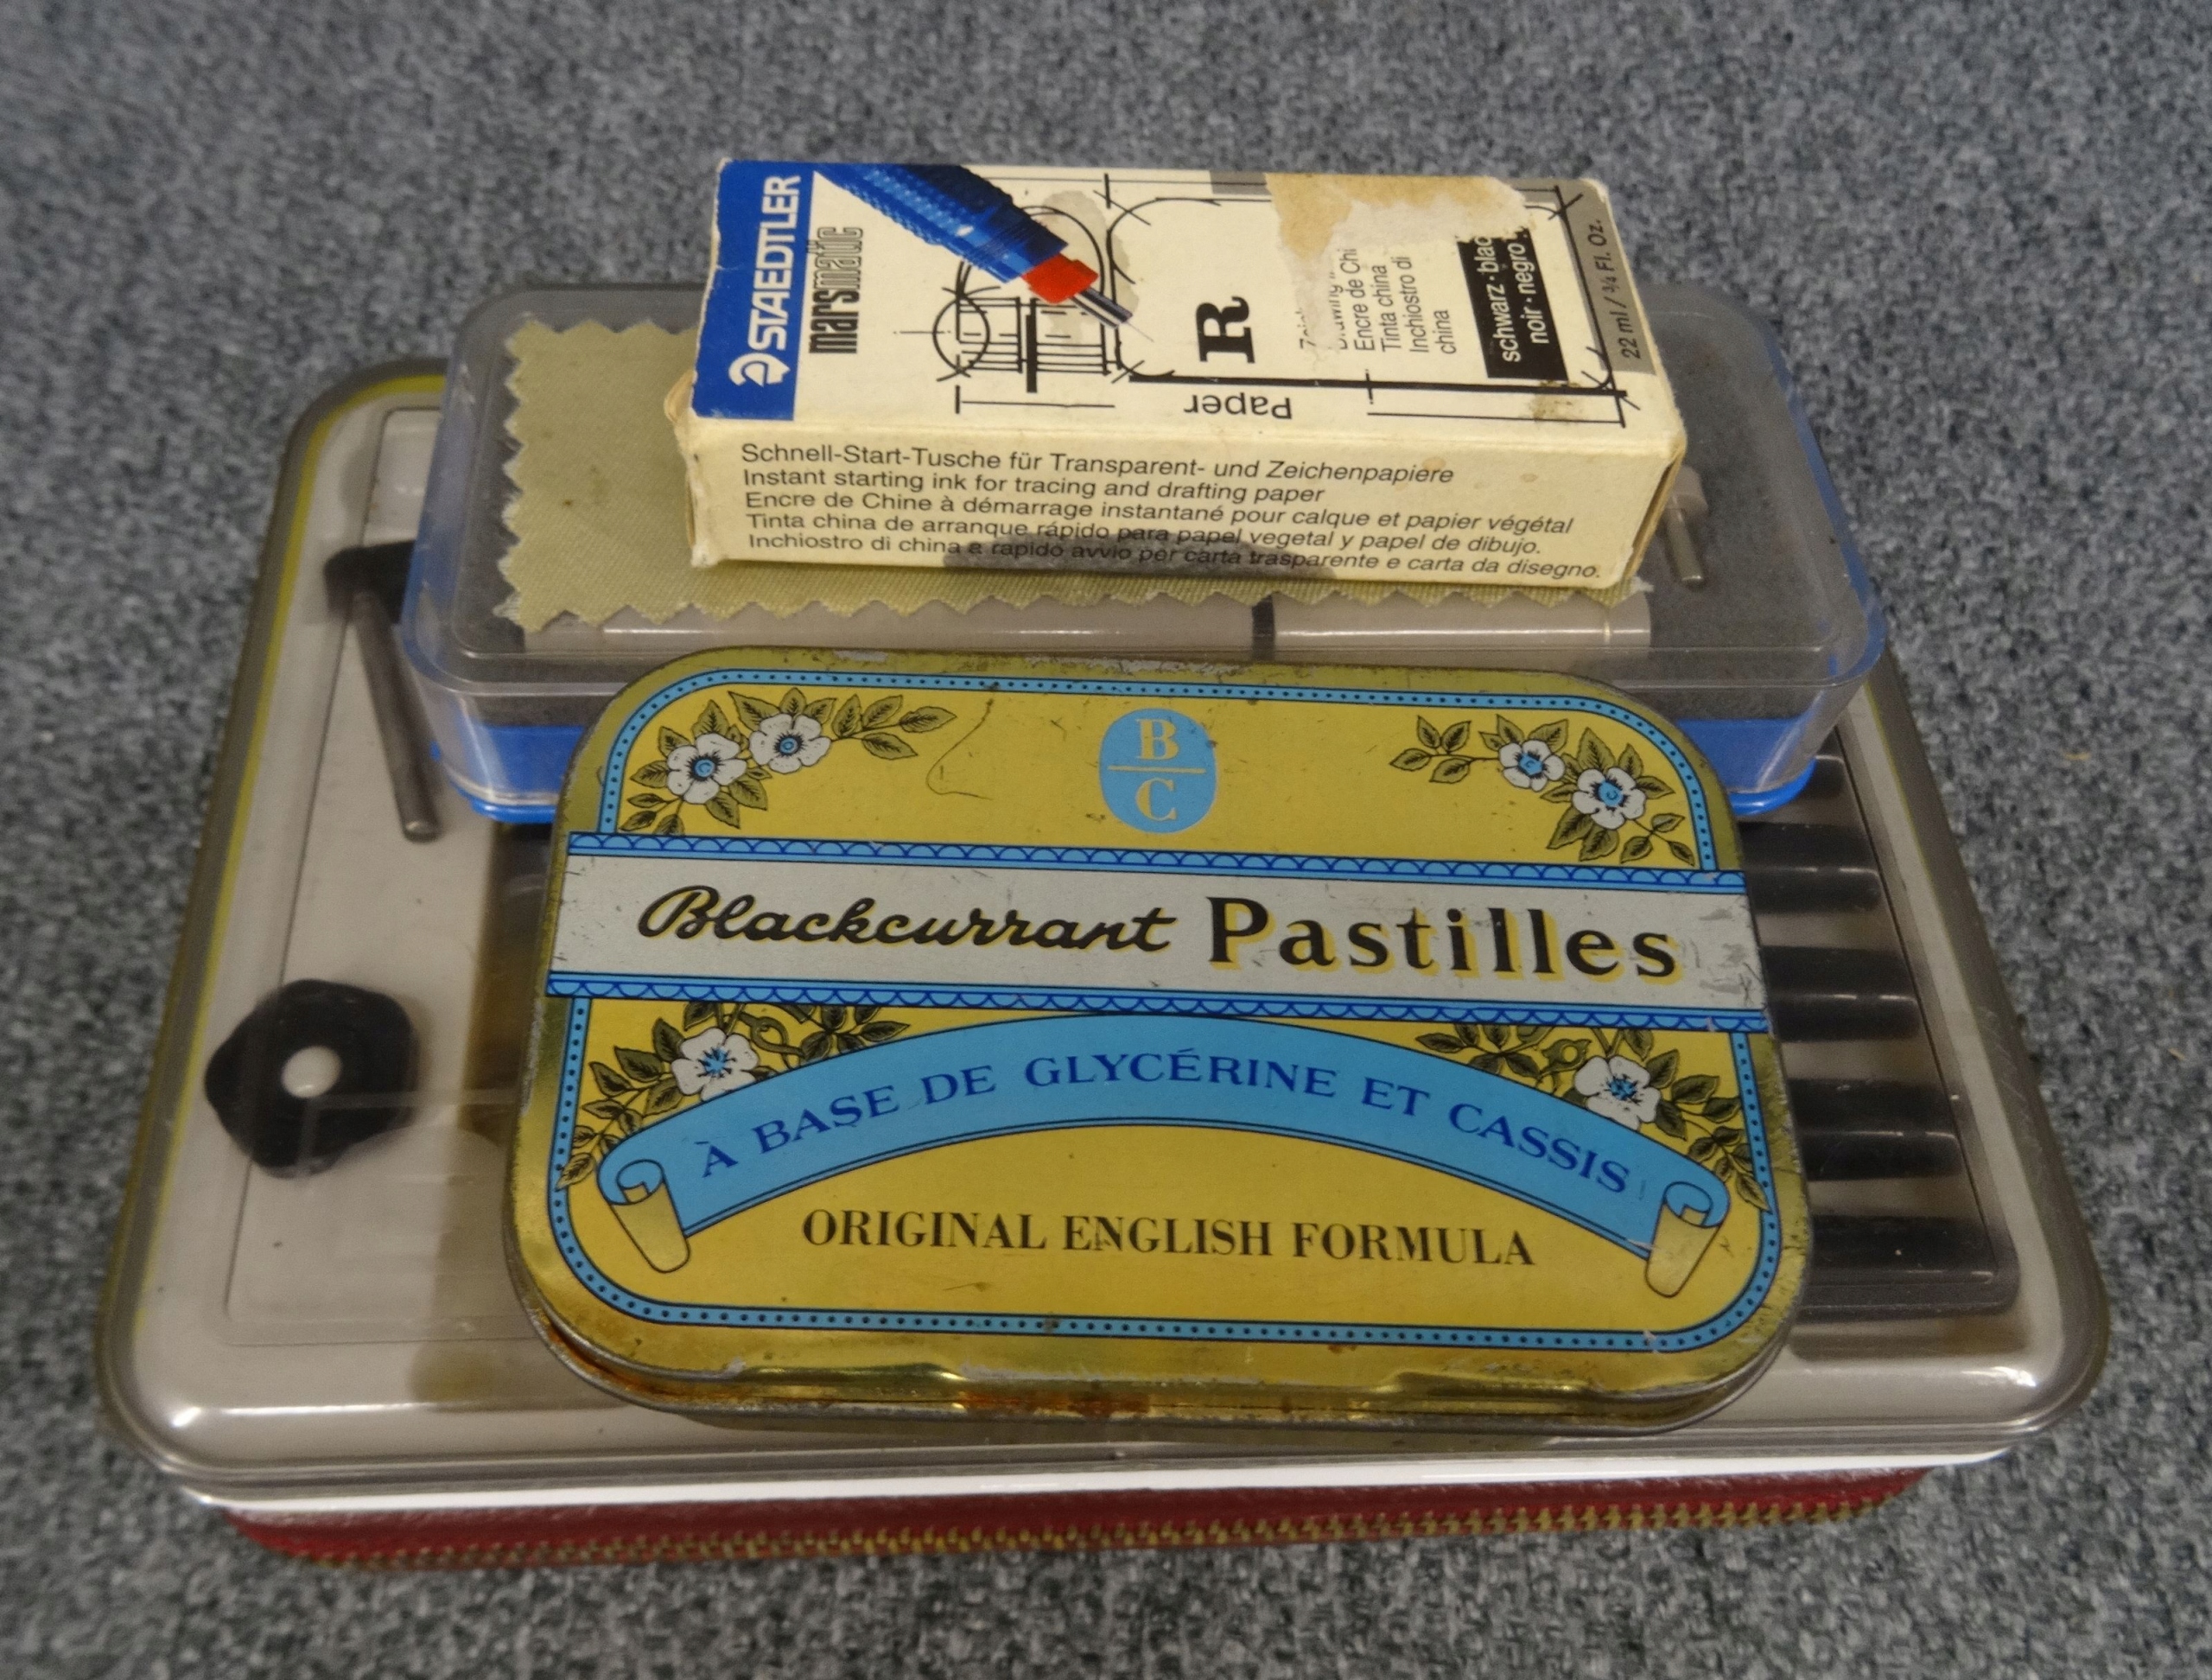 STAEDTLER
marsmatic
R
Paper
Encre de Chi
Tinta china
Inchiostro di
china
schwarz·blac
noir·negro
22 ml / ¾ Fl. Oz.
Schnell-Start-Tusche für Transparent- und Zeichenpapiere
Instant starting ink for tracing and drafting paper
Encre de Chine à démarrage instantané pour calque et papier végétal
Tinta china de arranque rápido para papel vegetal y papel de dibujo.
Inchiostro di china a rapido avvio per carta trasparente e carta da disegno.
B
C
Blackcurrant Pastilles
À BASE DE GLYCÉRINE ET CASSIS
ORIGINAL ENGLISH FORMULA